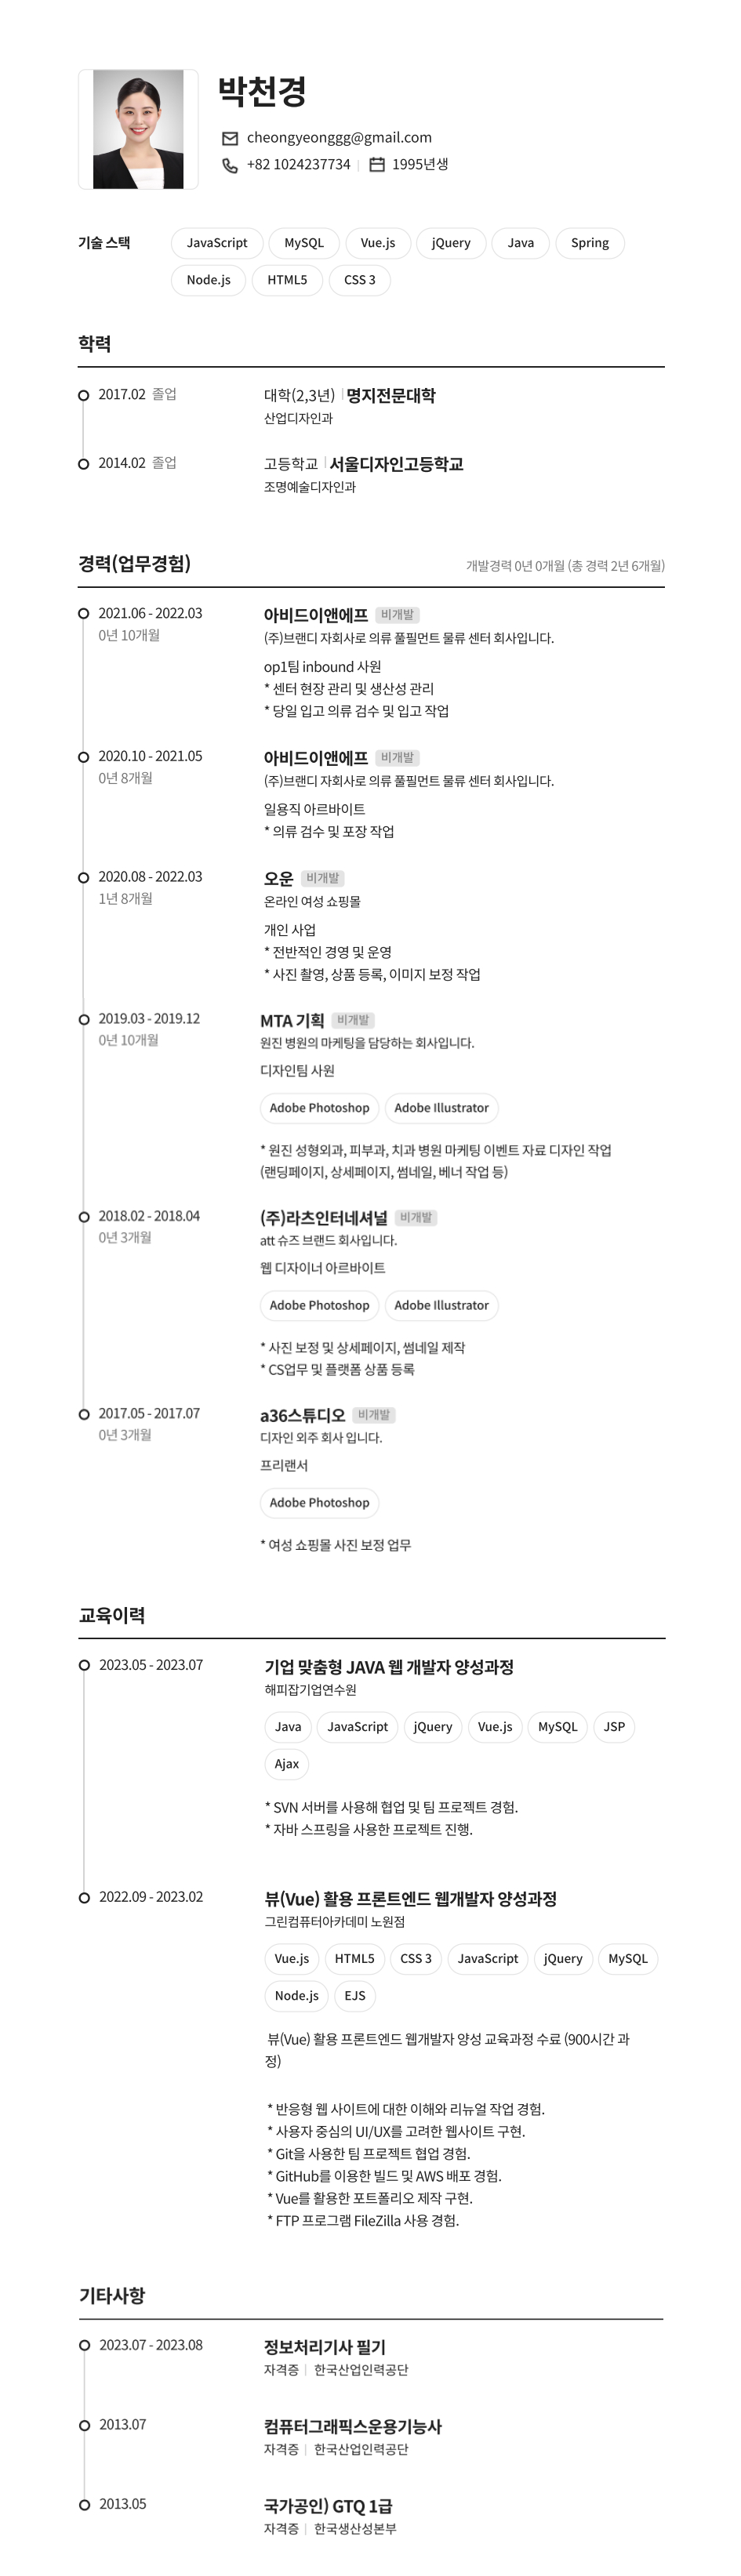 박천경
cheongyeonggg@gmail.com
+82 1024237734 | 1995년생
기술 스택
JavaScript MySQL Vue.js jQuery Java Spring
Node.js HTML5 CSS 3
학력
2017.02 졸업 대학(2,3년) | 명지전문대학
산업디자인과
2014.02 졸업 고등학교 | 서울디자인고등학교
조명예술디자인과
경력(업무경험) 개발경력 0년 0개월 (총 경력 2년 6개월)
2021.06 - 2022.03 아비드이앤에프 비개발
0년 10개월 (주)브랜디 자회사로 의류 풀필먼트 물류 센터 회사입니다.
op1팀 inbound 사원
* 센터 현장 관리 및 생산성 관리
* 당일 입고 의류 검수 및 입고 작업
2020.10 - 2021.05 아비드이앤에프 비개발
0년 8개월 (주)브랜디 자회사로 의류 풀필먼트 물류 센터 회사입니다.
일용직 아르바이트
* 의류 검수 및 포장 작업
2020.08 - 2022.03 오운 비개발
1년 8개월 온라인 여성 쇼핑몰
개인 사업
* 전반적인 경영 및 운영
* 사진 촬영, 상품 등록, 이미지 보정 작업
2019.03 - 2019.12 MTA 기획 비개발
0년 10개월 원진 병원의 마케팅을 담당하는 회사입니다.
디자인팀 사원
Adobe Photoshop Adobe Illustrator
* 원진 성형외과, 피부과, 치과 병원 마케팅 이벤트 자료 디자인 작업
(랜딩페이지, 상세페이지, 썸네일, 베너 작업 등)
2018.02 - 2018.04 (주)라츠인터네셔널 비개발
0년 3개월 att 슈즈 브랜드 회사입니다.
웹 디자이너 아르바이트
Adobe Photoshop Adobe Illustrator
* 사진 보정 및 상세페이지, 썸네일 제작
* CS업무 및 플랫폼 상품 등록
2017.05 - 2017.07 a36스튜디오 비개발
0년 3개월 디자인 외주 회사 입니다.
프리랜서
Adobe Photoshop
* 여성 쇼핑몰 사진 보정 업무
교육이력
2023.05 - 2023.07 기업 맞춤형 JAVA 웹 개발자 양성과정
해피잡기업연수원
Java JavaScript jQuery Vue.js MySQL JSP
Ajax
* SVN 서버를 사용해 협업 및 팀 프로젝트 경험.
* 자바 스프링을 사용한 프로젝트 진행.
2022.09 - 2023.02 뷰(Vue) 활용 프론트엔드 웹개발자 양성과정
그린컴퓨터아카데미 노원점
Vue.js HTML5 CSS 3 JavaScript jQuery MySQL
Node.js EJS
뷰(Vue) 활용 프론트엔드 웹개발자 양성 교육과정 수료 (900시간 과
정)
* 반응형 웹 사이트에 대한 이해와 리뉴얼 작업 경험.
* 사용자 중심의 UI/UX를 고려한 웹사이트 구현.
* Git을 사용한 팀 프로젝트 협업 경험.
* GitHub를 이용한 빌드 및 AWS 배포 경험.
* Vue를 활용한 포트폴리오 제작 구현.
* FTP 프로그램 FileZilla 사용 경험.
기타사항
2023.07 - 2023.08 정보처리기사 필기
자격증 | 한국산업인력공단
2013.07 컴퓨터그래픽스운용기능사
자격증 | 한국산업인력공단
2013.05 국가공인) GTQ 1급
자격증 | 한국생산성본부